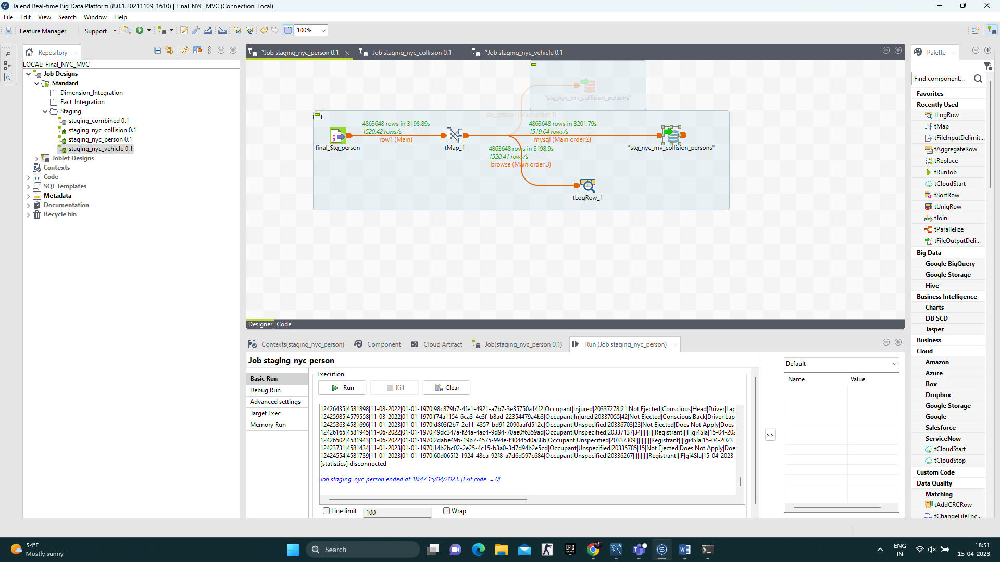 Talend Real-time Big Data Platform (8.0.1.20211109_1610) | Final_NYC_MVC (Connection: Local)
File Edit View Search Window Help
Feature Manager Support 100%
Repository
LOCAL: Final_NYC_MVC
Job Designs
Standard
Dimension_Integration
Fact_Integration
Staging
staging_combined 0.1
staging_nyc_collision 0.1
staging_nyc_person 0.1
staging_nyc_vehicle 0.1
Joblet Designs
Contexts
Code
SQL Templates
Metadata
Documentation
Recycle bin
*Job staging_nyc_person 0.1 Job staging_nyc_collision 0.1 *Job staging_nyc_vehicle 0.1
"stg_nyc_mv_collision_persons"
stg_person (Main order:1)
4863648 rows in 3198.89s
1520.42 rows/s
row1 (Main)
4863648 rows in 3201.79s
1519.04 rows/s
mysql (Main order:2)
final_Stg_person
tMap_1
"stg_nyc_mv_collision_persons"
4863648 rows in 3198.9s
1520.41 rows/s
browse (Main order:3)
tLogRow_1
Designer Code
Contexts(staging_nyc_person) Component Cloud Artifact Job(staging_nyc_person 0.1) Run (Job staging_nyc_person)
Job staging_nyc_person
Basic Run
Debug Run
Advanced settings
Target Exec
Memory Run
Execution
Run Kill Clear
12426435|4581898|11-08-2022|01-01-1970|98c879b7-4fe1-4921-a7b7-3e35750a14f2|Occupant|Injured|20337278|21|Not Ejected|Conscious|Head|Driver|Lap
12425985|4579558|11-03-2022|01-01-1970|f74a1154-6ca3-4e3f-b8ad-22354479a4b3|Occupant|Injured|20337055|42|Not Ejected|Conscious|Back|Driver|Lap
12425363|4581696|11-01-2023|01-01-1970|d803f2b7-2e11-4357-bd9f-2090aafd512c|Occupant|Unspecified|20336703|23|Not Ejected|Does Not Apply|Does
12426165|4581945|11-06-2022|01-01-1970|49dc347a-f24a-4ac4-9d94-70ae0f6359ad|Occupant|Unspecified|20337137|34||||||||||Registrant|||F|gi4Sla|15-04-202
12426502|4581943|11-06-2022|01-01-1970|2dabe49b-19b7-4575-994e-f30445d0a88b|Occupant|Unspecified|20337309|||||||||||Registrant||||gi4Sla|15-04-2023
12423731|4581434|11-01-2023|01-01-1970|14b2bc02-2e25-4c15-b3a0-3d7d94b2e5cd|Occupant|Unspecified|20335785|15|Not Ejected|Does Not Apply|Doe
12424554|4581739|11-01-2023|01-01-1970|60d065f2-1924-48ca-92f8-a7d6d597c684|Occupant|Unspecified|20336267|||||||||||Registrant|||F|gi4Sla|15-04-2023
[statistics] disconnected
Job staging_nyc_person ended at 18:47 15/04/2023. [Exit code = 0]
Line limit 100 Wrap
>>
Default
Name Value
Palette
Find component...
Favorites
Recently Used
tLogRow
tMap
tFileInputDelimit...
tAggregateRow
tReplace
tRunJob
tCloudStart
tSortRow
tUniqRow
tJoin
tParallelize
tFileOutputDeli...
Big Data
Google BigQuery
Google Storage
Hive
Business Intelligence
Charts
DB SCD
Jasper
Business
Cloud
Amazon
Azure
Box
Dropbox
Google Storage
Google
Salesforce
ServiceNow
tCloudStart
tCloudStop
Custom Code
Data Quality
Matching
tAddCRCRow
tChangeFileEnc...
54°F
Mostly sunny
Search
EPIC
GAMES
ENG
IN
18:51
15-04-2023